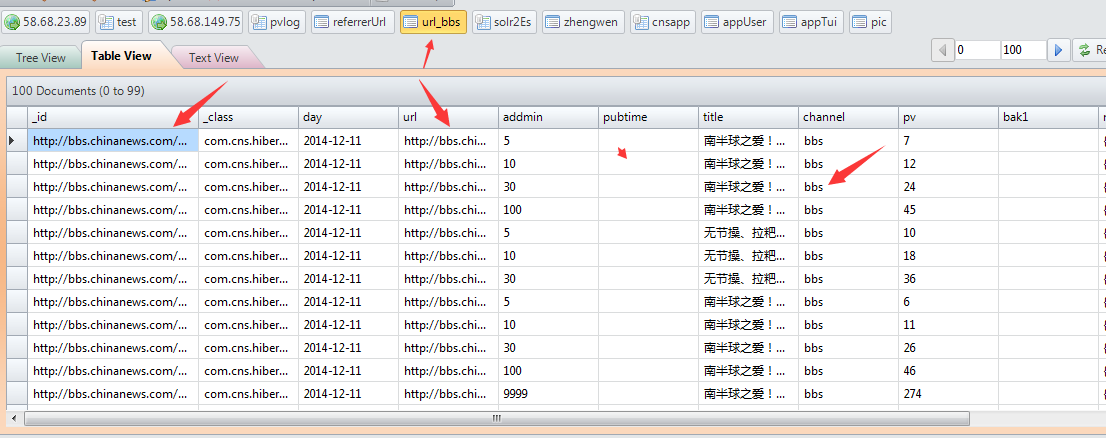 58.68.23.89 test 58.68.149.75 pvlog referrerUrl url_bbs solr2Es zhengwen cnsapp appUser appTui pic
Tree View Table View Text View 0 100 Re
100 Documents (0 to 99)
_id _class day url addmin pubtime title channel pv bak1
http://bbs.chinanews.com/... com.cns.hiber... 2014-12-11 http://bbs.chi... 5 南半球之爱！... bbs 7
http://bbs.chinanews.com/... com.cns.hiber... 2014-12-11 http://bbs.chi... 10 南半球之爱！... bbs 12
http://bbs.chinanews.com/... com.cns.hiber... 2014-12-11 http://bbs.chi... 30 南半球之爱！... bbs 24
http://bbs.chinanews.com/... com.cns.hiber... 2014-12-11 http://bbs.chi... 100 南半球之爱！... bbs 45
http://bbs.chinanews.com/... com.cns.hiber... 2014-12-11 http://bbs.chi... 5 无节操、拉粑... bbs 10
http://bbs.chinanews.com/... com.cns.hiber... 2014-12-11 http://bbs.chi... 10 无节操、拉粑... bbs 18
http://bbs.chinanews.com/... com.cns.hiber... 2014-12-11 http://bbs.chi... 30 无节操、拉粑... bbs 36
http://bbs.chinanews.com/... com.cns.hiber... 2014-12-11 http://bbs.chi... 5 南半球之爱！... bbs 6
http://bbs.chinanews.com/... com.cns.hiber... 2014-12-11 http://bbs.chi... 10 南半球之爱！... bbs 11
http://bbs.chinanews.com/... com.cns.hiber... 2014-12-11 http://bbs.chi... 30 南半球之爱！... bbs 26
http://bbs.chinanews.com/... com.cns.hiber... 2014-12-11 http://bbs.chi... 100 南半球之爱！... bbs 46
http://bbs.chinanews.com/... com.cns.hiber... 2014-12-11 http://bbs.chi... 9999 南半球之爱！... bbs 274